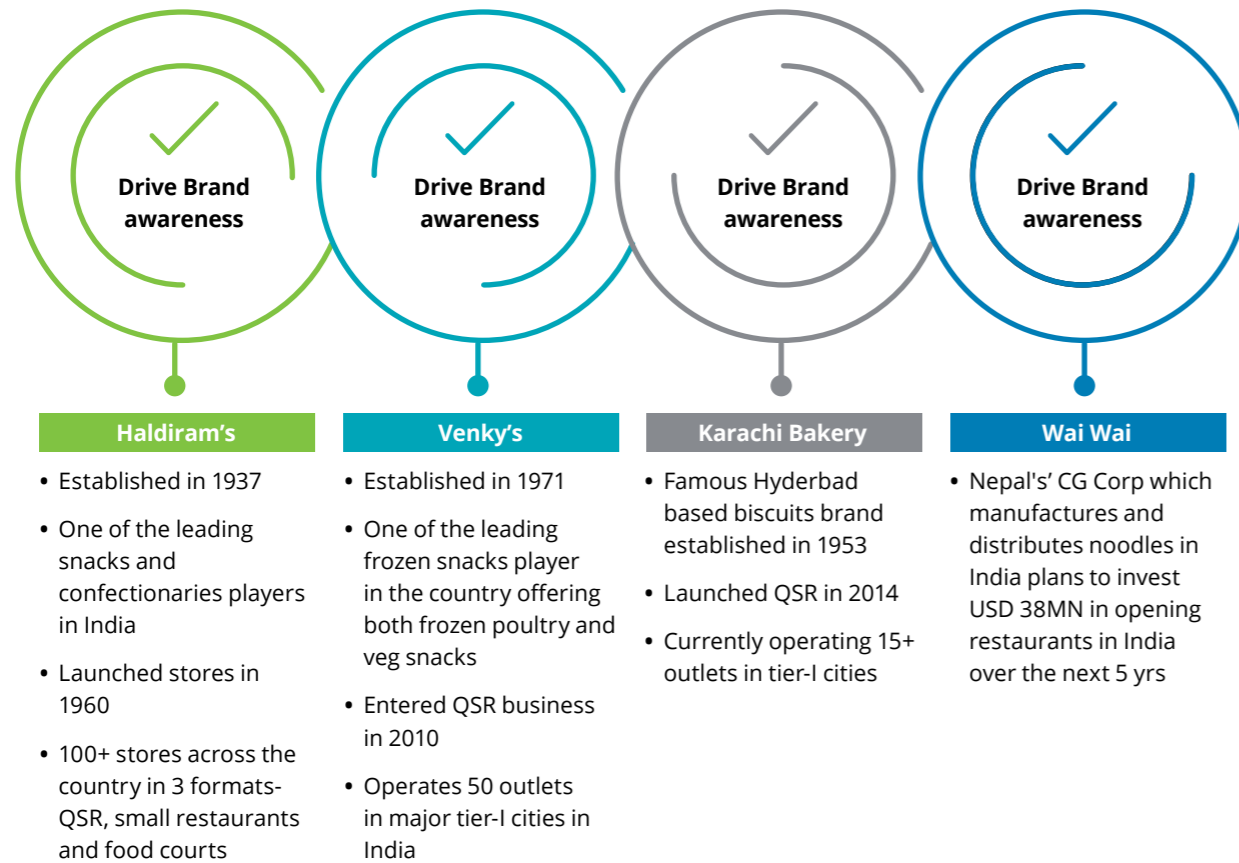 Drive Brand
awareness
Drive Brand
awareness
Drive Brand
awareness
Drive Brand
awareness
Haldiram’s
• Established in 1937
• One of the leading
snacks and
confectionaries players
in India
• Launched stores in
1960
• 100+ stores across the
country in 3 formats-
QSR, small restaurants
and food courts
Venky’s
• Established in 1971
• One of the leading
frozen snacks player
in the country offering
both frozen poultry and
veg snacks
• Entered QSR business
in 2010
• Operates 50 outlets
in major tier-I cities in
India
Karachi Bakery
• Famous Hyderbad
based biscuits brand
established in 1953
• Launched QSR in 2014
• Currently operating 15+
outlets in tier-I cities
Wai Wai
• Nepal's’ CG Corp which
manufactures and
distributes noodles in
India plans to invest
USD 38MN in opening
restaurants in India
over the next 5 yrs